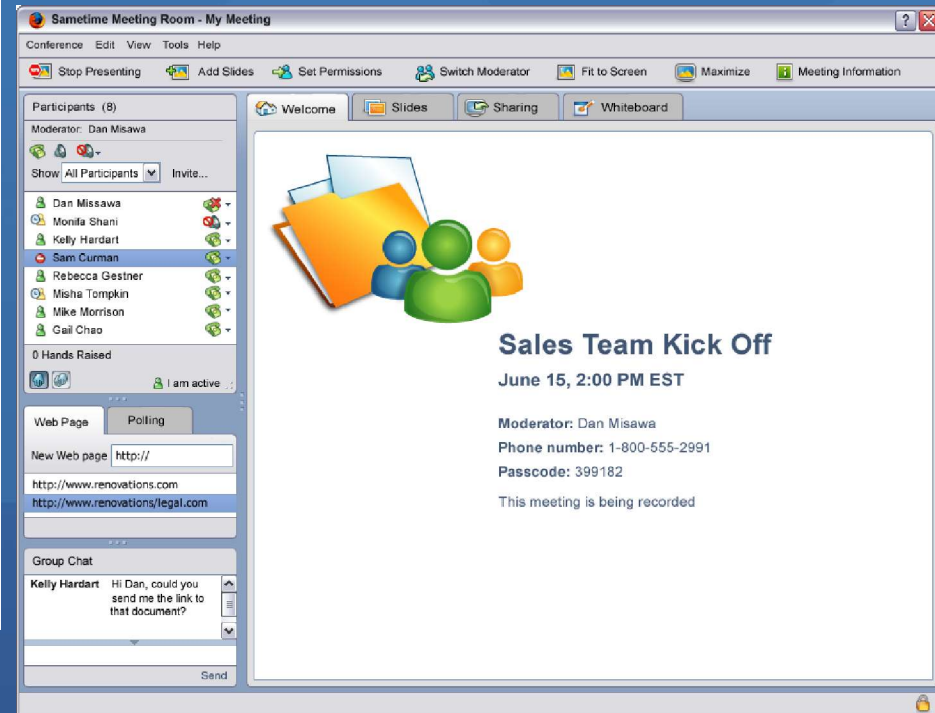 Sametime Meeting Room - My Meeting
Conference Edit View Tools Help
Stop Presenting Add Slides Set Permissions Switch Moderator Fit to Screen Maximize Meeting Information
Participants (8)
Moderator: Dan Misawa
Show All Participants Invite...
Dan Missawa
Monifa Shani
Kelly Hardart
Sam Curman
Rebecca Gestner
Misha Tompkin
Mike Morrison
Gail Chao
0 Hands Raised
I am active
Web Page Polling
New Web page http://
http://www.renovations.com
http://www.renovations/legal.com
Group Chat
Kelly Hardart Hi Dan, could you
send me the link to
that document?
Send
Welcome Slides Sharing Whiteboard
Sales Team Kick Off
June 15, 2:00 PM EST
Moderator: Dan Misawa
Phone number: 1-800-555-2991
Passcode: 399182
This meeting is being recorded